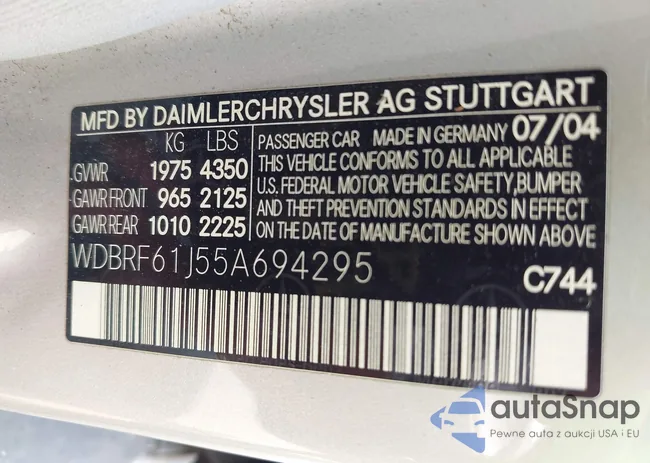 MFD BY DAIMLERCHRYSLER AG STUTTGART
KG LBS
GVWR 1975 4350
GAWR FRONT 965 2125
GAWR REAR 1010 2225
PASSENGER CAR MADE IN GERMANY 07/04
THIS VEHICLE CONFORMS TO ALL APPLICABLE
U.S. FEDERAL MOTOR VEHICLE SAFETY, BUMPER
AND THEFT PREVENTION STANDARDS IN EFFECT
ON THE DATE OF MANUFACTURE SHOWN ABOVE
WDBRF61J55A694295
C744
autaSnap
Pewne auta z aukcji USA i EU